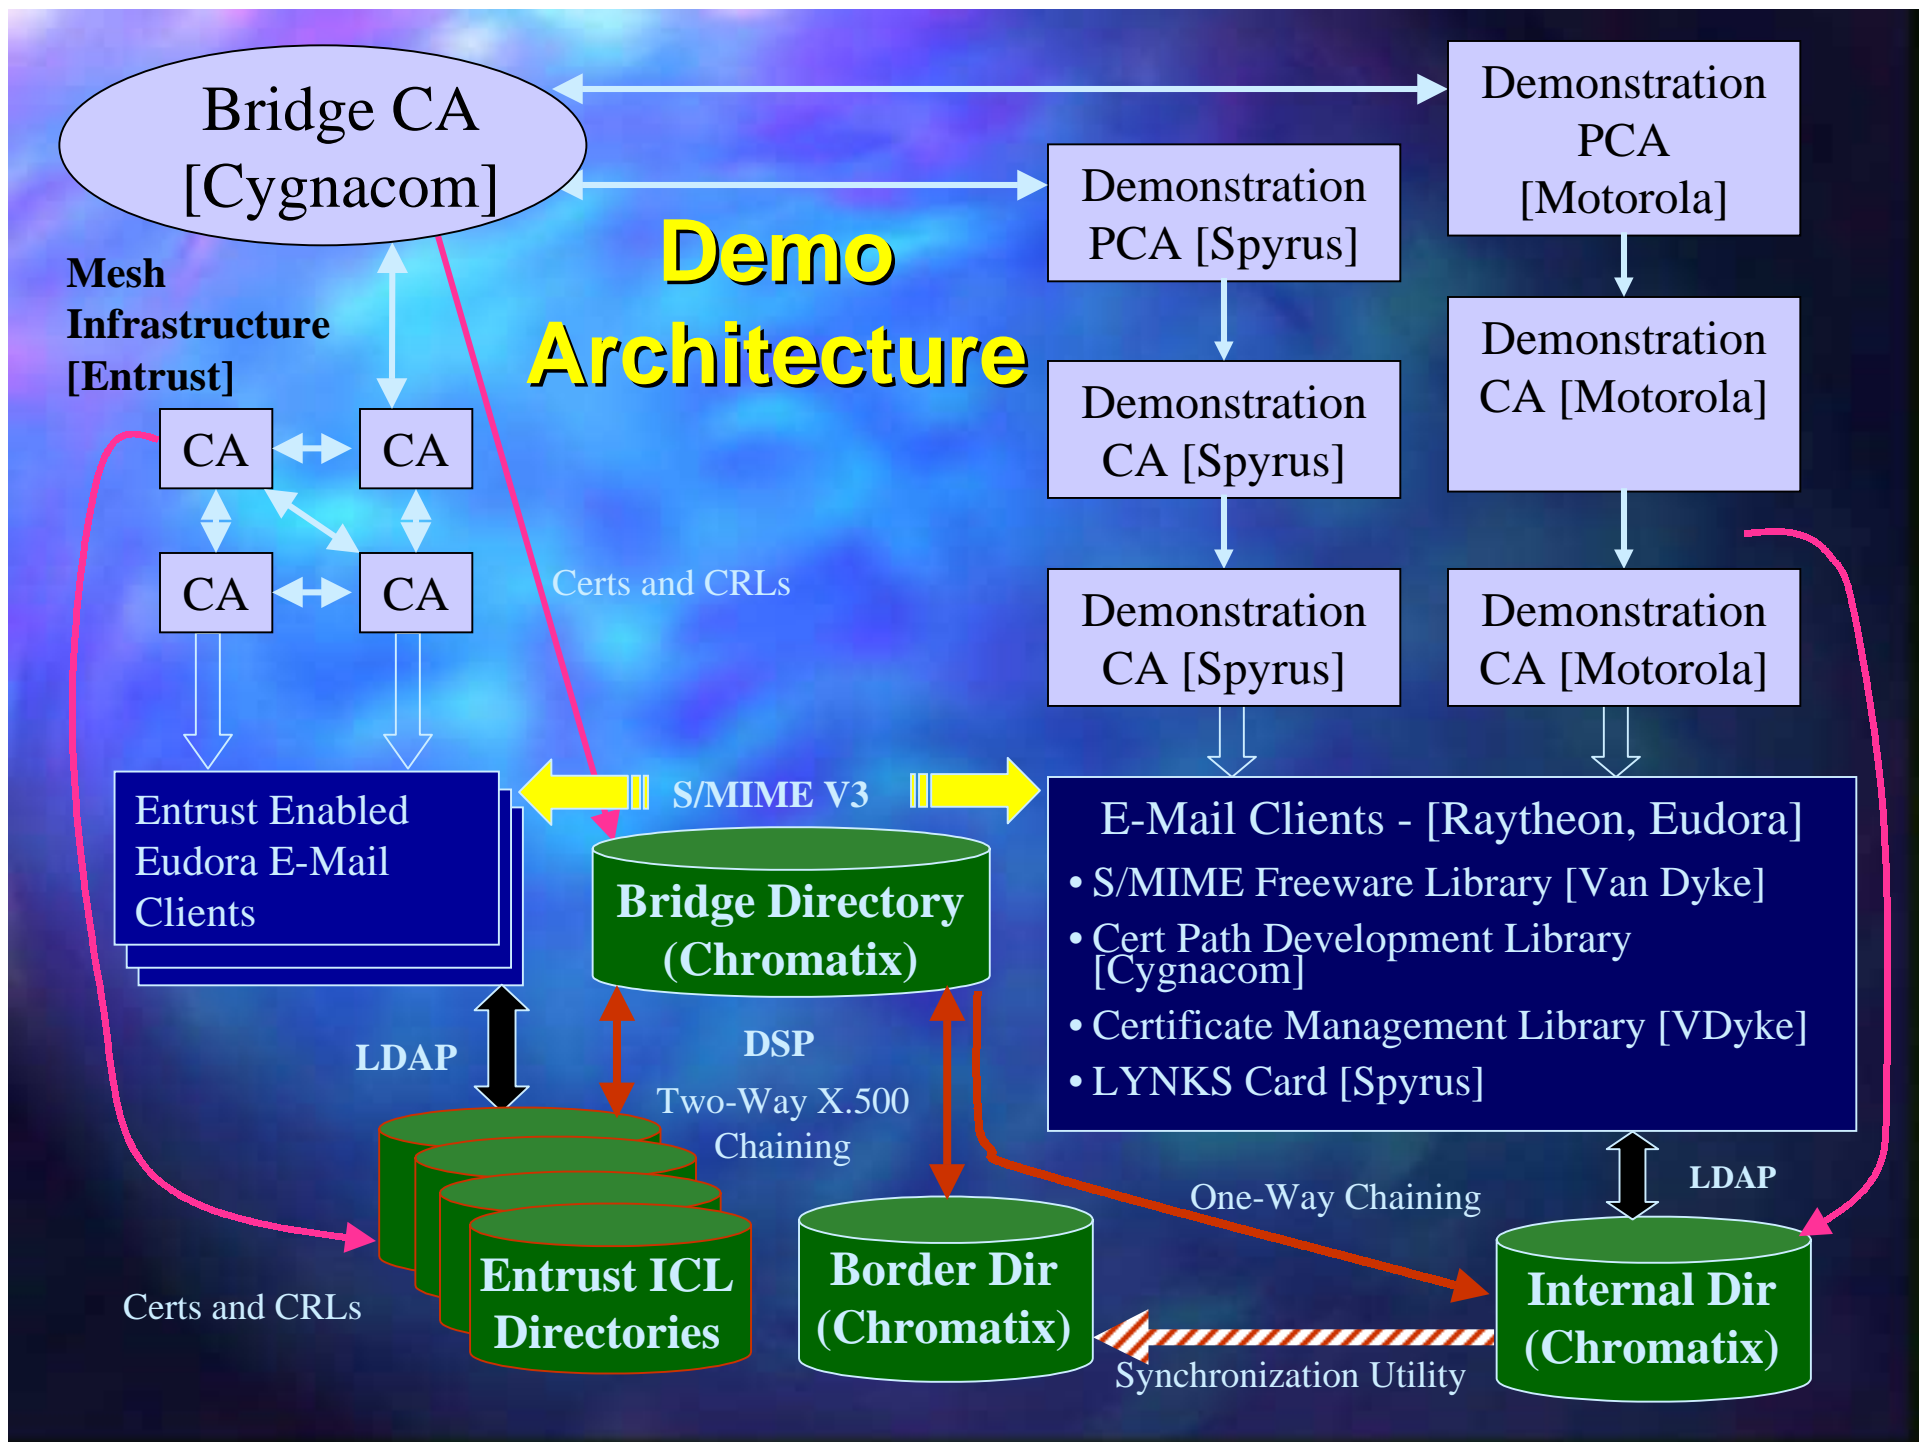 Bridge CA
[Cygnacom]
Demonstration
PCA
[Motorola]
Demonstration
PCA [Spyrus]
Demo
Architecture
Mesh
Infrastructure
[Entrust]
Demonstration
CA [Motorola]
Demonstration
CA [Spyrus]
CA
CA
CA
CA
Certs and CRLs
Demonstration
CA [Spyrus]
Demonstration
CA [Motorola]
Entrust Enabled
Eudora E-Mail
Clients
S/MIME V3
Bridge Directory
(Chromatix)
E-Mail Clients - [Raytheon, Eudora]
• S/MIME Freeware Library [Van Dyke]
• Cert Path Development Library
[Cygnacom]
• Certificate Management Library [VDyke]
• LYNKS Card [Spyrus]
LDAP
DSP
Two-Way X.500
Chaining
LDAP
One-Way Chaining
Entrust ICL
Directories
Border Dir
(Chromatix)
Internal Dir
(Chromatix)
Certs and CRLs
Synchronization Utility